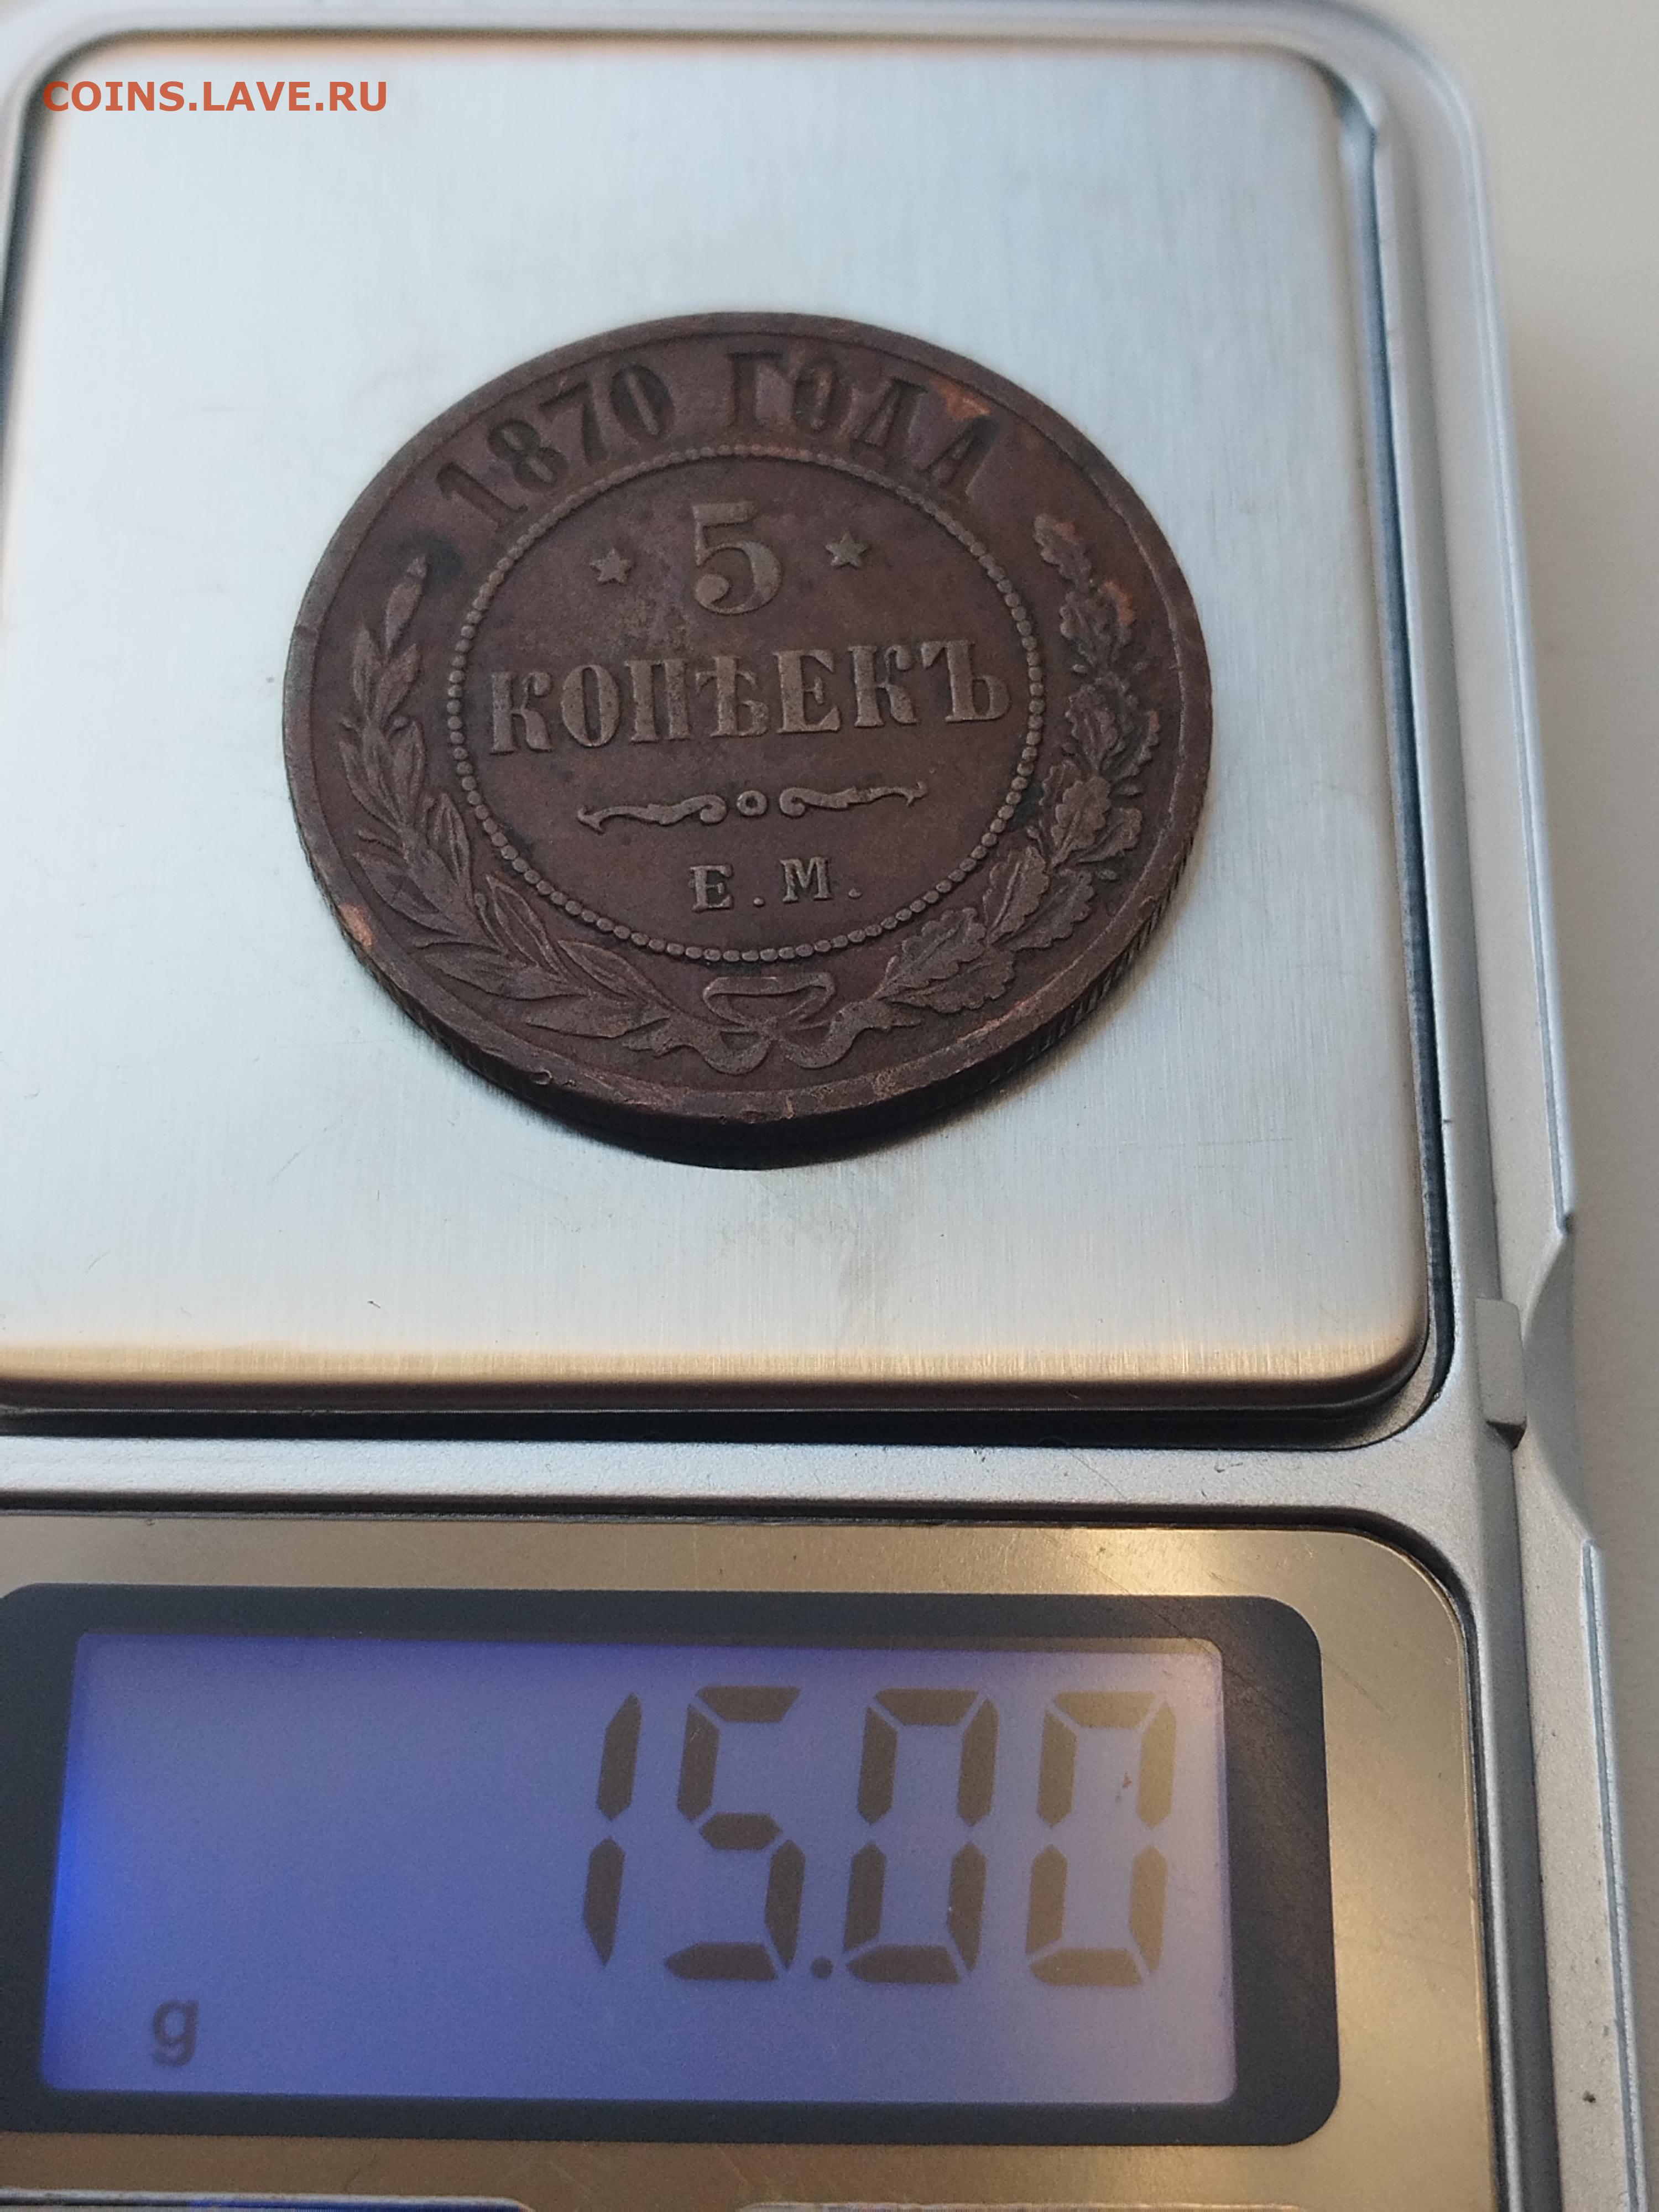 COINS.LAVE.RU
1870 ГОДА
5
КОПѢЕКЪ
Е.М.
15.00
g